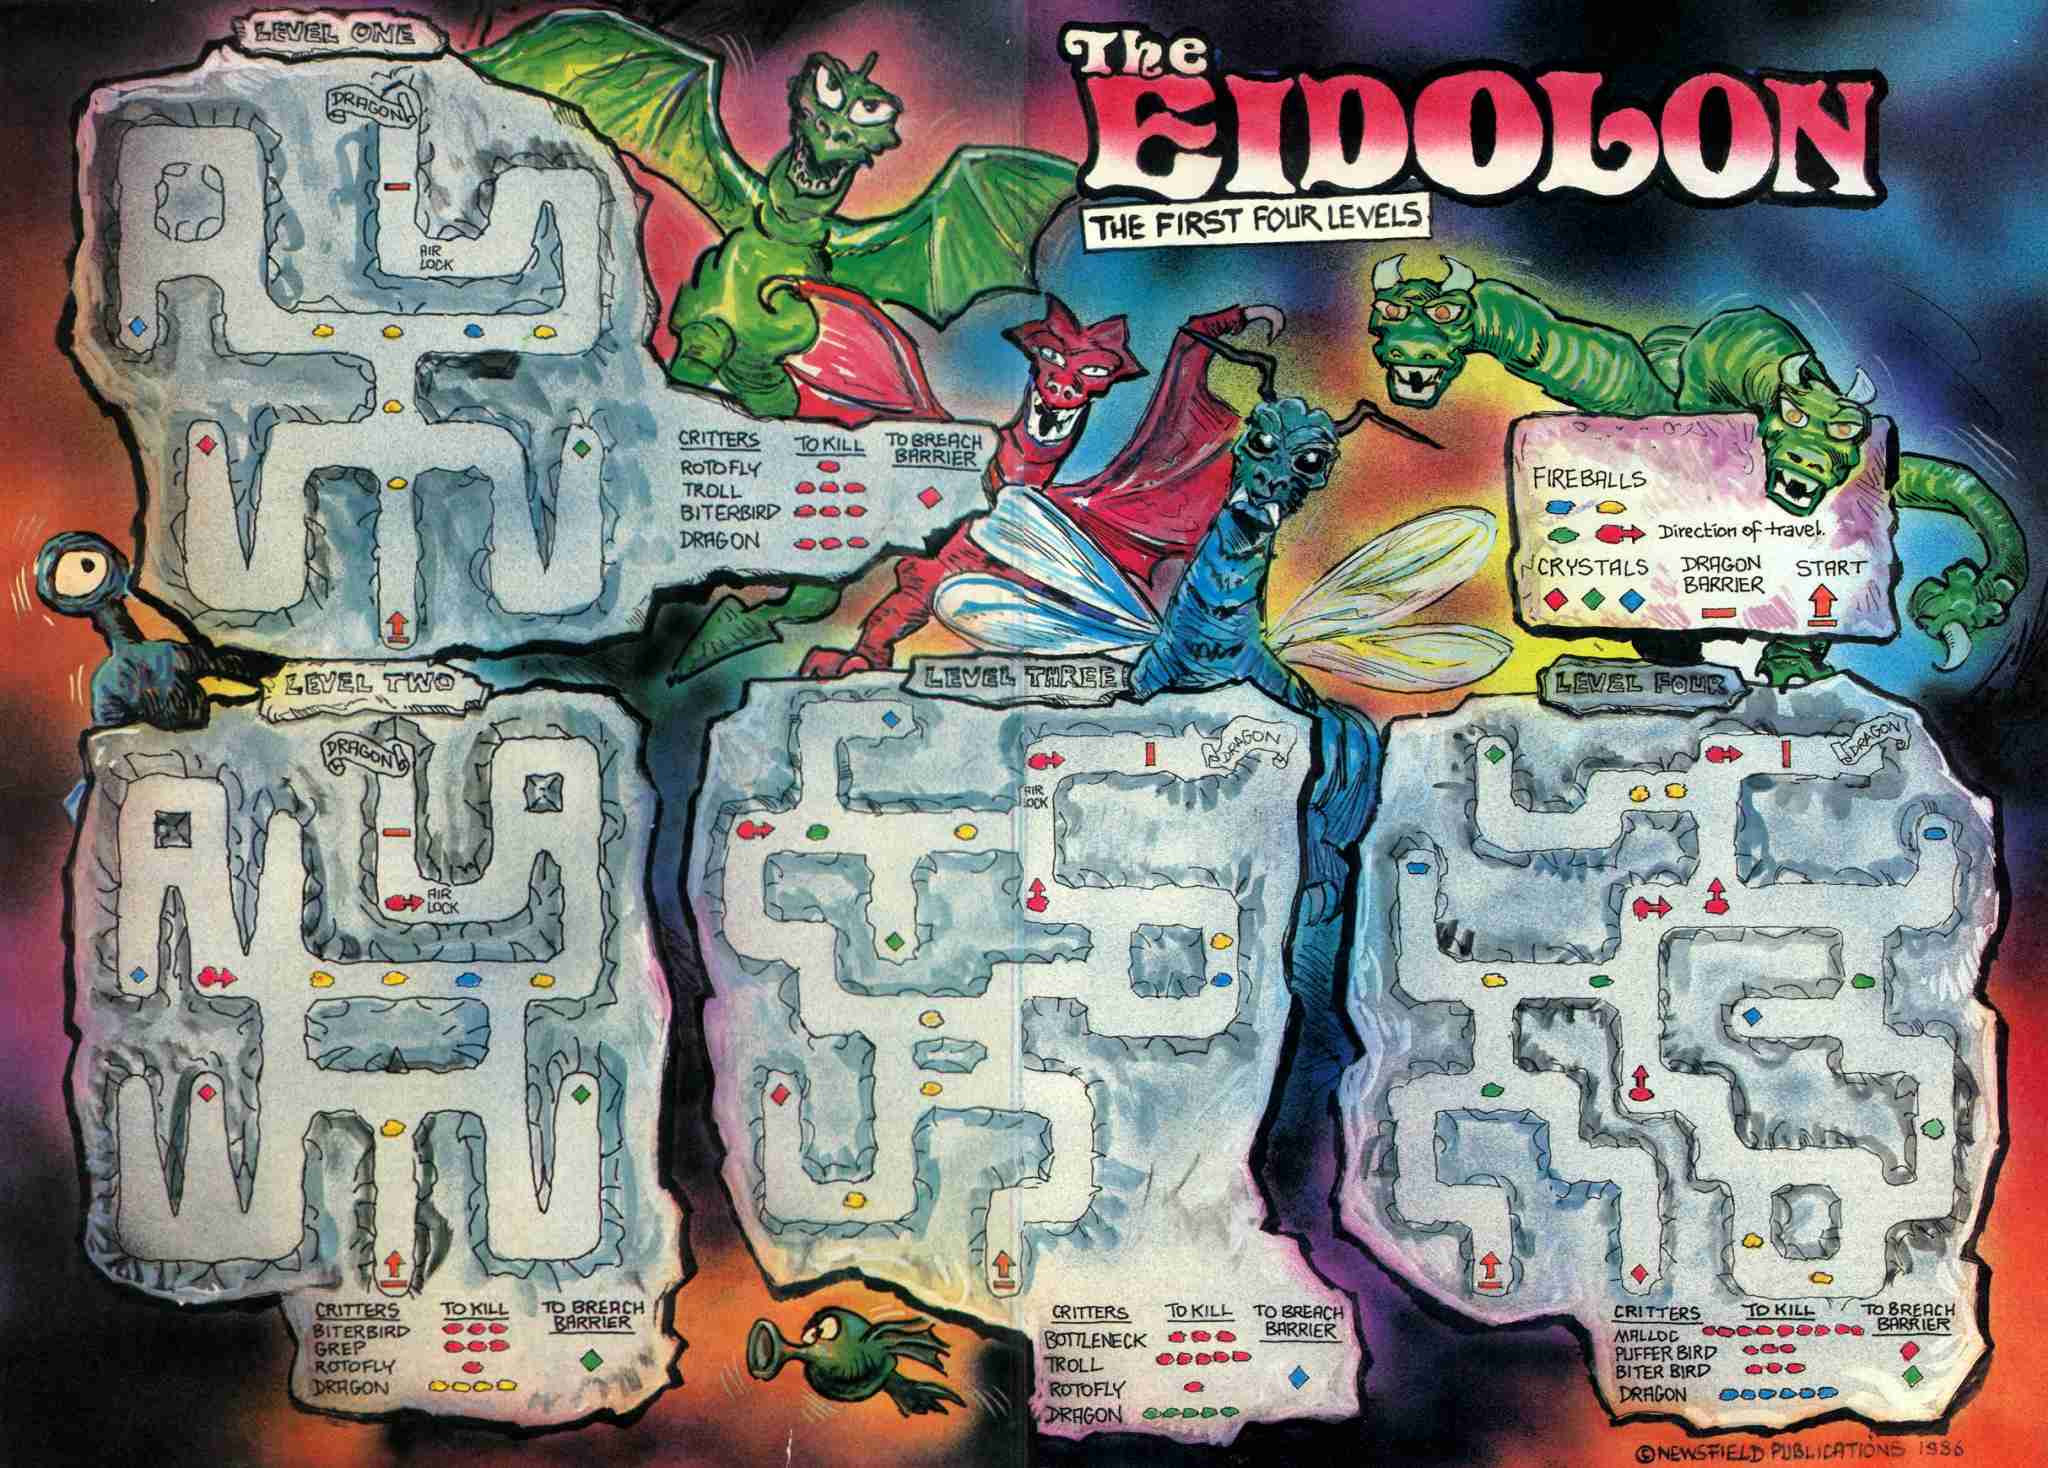 LEVEL ONE
DRAGON
AIR
LOCK
CRITTERS TO KILL TO BREACH
BARRIER
ROTOFLY
TROLL
BITERBIRD
DRAGON
The
EIDOLON
THE FIRST FOUR LEVELS
FIREBALLS
Direction of travel.
CRYSTALS DRAGON
BARRIER START
LEVEL TWO
DRAGON
AIR
LOCK
CRITTERS TO KILL TO BREACH
BARRIER
BITERBIRD
GREP
ROTOFLY
DRAGON
LEVEL THREE
DRAGON
AIR
LOCK
CRITTERS TO KILL TO BREACH
BARRIER
BOTTLENECK
TROLL
ROTOFLY
DRAGON
LEVEL FOUR
DRAGON
CRITTERS TO KILL TO BREACH
BARRIER
MALLOC
PUFFER BIRD
BITER BIRD
DRAGON
©NEWSFIELD PUBLICATIONS 1986